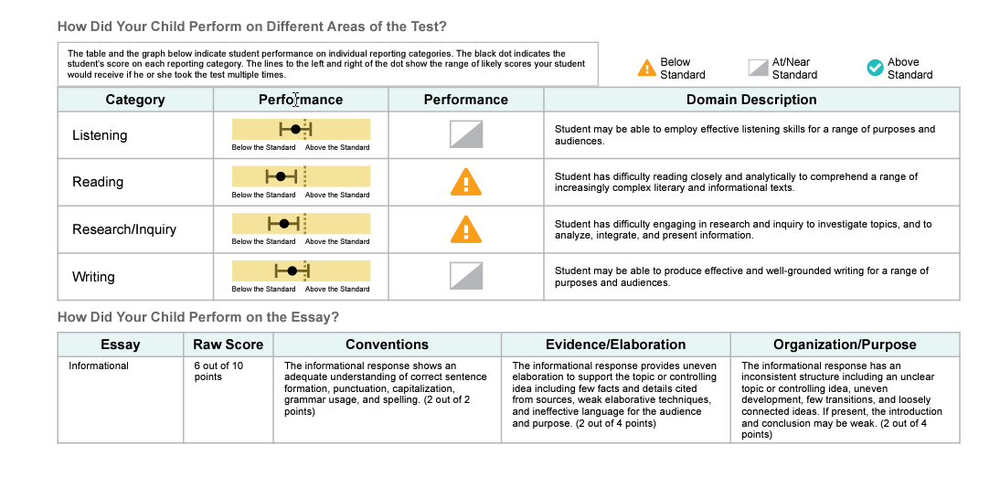 How Did Your Child Perform on Different Areas of the Test?
The table and the graph below indicate student performance on individual reporting categories. The black dot indicates the
student's score on each reporting category. The lines to the left and right of the dot show the range of likely scores your student
would receive if he or she took the test multiple times.
Below
Standard
At/Near
Standard
Above
Standard
Category
Performance
Performance
Domain Description
Listening
Below the Standard
Above the Standard
Student may be able to employ effective listening skills for a range of purposes and
audiences.
Reading
Below the Standard
Above the Standard
Student has difficulty reading closely and analytically to comprehend a range of
increasingly complex literary and informational texts.
Research/Inquiry
Below the Standard
Above the Standard
Student has difficulty engaging in research and inquiry to investigate topics, and to
analyze, integrate, and present information.
Writing
Below the Standard
Above the Standard
Student may be able to produce effective and well-grounded writing for a range of
purposes and audiences.
How Did Your Child Perform on the Essay?
Essay
Raw Score
Conventions
Evidence/Elaboration
Organization/Purpose
Informational
6 out of 10
points
The informational response shows an
adequate understanding of correct sentence
formation, punctuation, capitalization,
grammar usage, and spelling. (2 out of 2
points)
The informational response provides uneven
elaboration to support the topic or controlling
idea including few facts and details cited
from sources, weak elaborative techniques,
and ineffective language for the audience
and purpose. (2 out of 4 points)
The informational response has an
inconsistent structure including an unclear
topic or controlling idea, uneven
development, few transitions, and loosely
connected ideas. If present, the introduction
and conclusion may be weak. (2 out of 4
points)